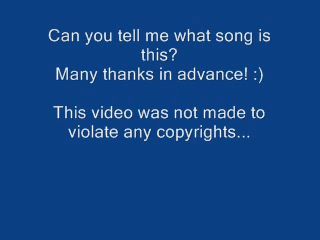 Can you tell me what song is
this?
Many thanks in advance! :)
This video was not made to
violate any copyrights...